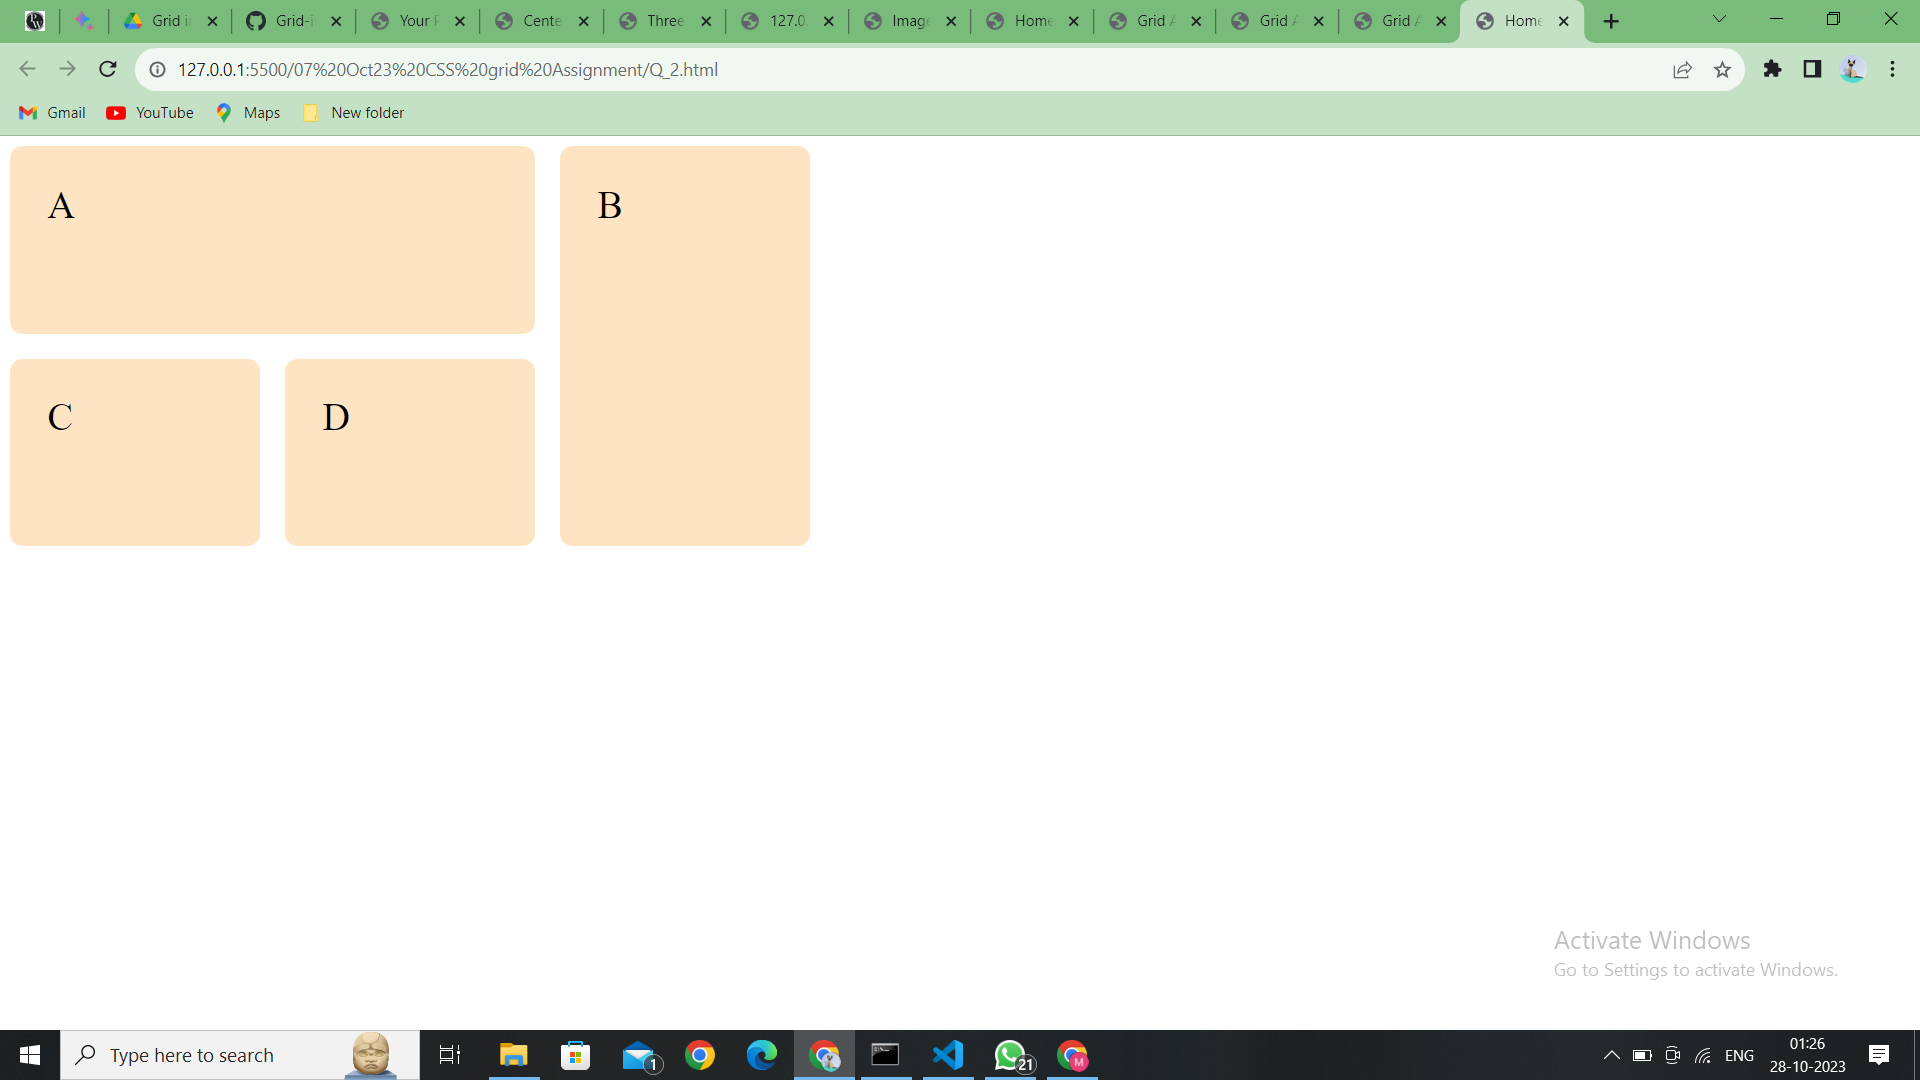 Grid i
Grid-i
Your P
Cente
Three
127.0.
Image
Home
Grid A
Grid A
Grid A
Home
127.0.0.1:5500/07%20Oct23%20CSS%20grid%20Assignment/Q_2.html
Gmail
YouTube
Maps
New folder
A
B
C
D
Activate Windows
Go to Settings to activate Windows.
Type here to search
1
21
M
ENG
01:26
28-10-2023